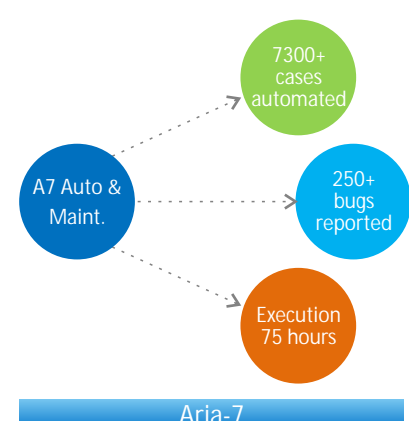 7300+
cases
automated
A7 Auto &
Maint.
250+
bugs
reported
Execution
75 hours
Aria-7